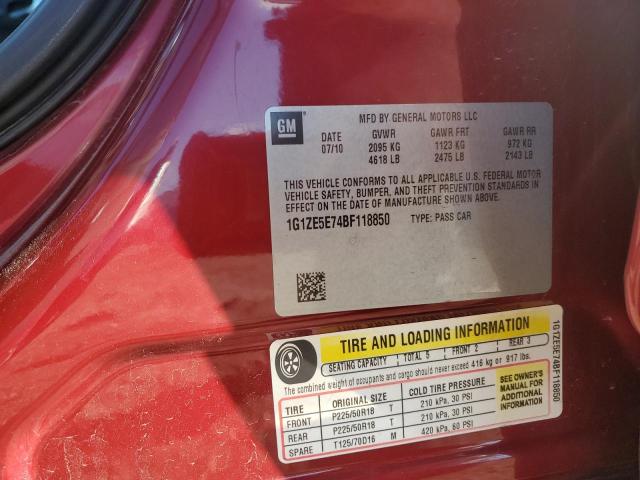 GM
MFD BY GENERAL MOTORS LLC
DATE GVWR GAWR FRT GAWR RR
07/10 2095 KG 1123 KG 972 KG
4618 LB 2475 LB 2143 LB
THIS VEHICLE CONFORMS TO ALL APPLICABLE U.S. FEDERAL MOTOR
VEHICLE SAFETY, BUMPER, AND THEFT PREVENTION STANDARDS IN
EFFECT ON THE DATE OF MANUFACTURE SHOWN ABOVE.
1G1ZE5E74BF118850 TYPE: PASS CAR
TIRE AND LOADING INFORMATION
SEATING CAPACITY TOTAL 5 FRONT 2 REAR 3
The combined weight of occupants and cargo should never exceed 416 kg or 917 lbs.
TIRE ORIGINAL SIZE COLD TIRE PRESSURE
FRONT P225/50R18 T 210 kPa, 30 PSI
REAR P225/50R18 T 210 kPa, 30 PSI
SPARE T125/70D16 M 420 kPa, 60 PSI
SEE OWNER'S
MANUAL FOR
ADDITIONAL
INFORMATION
1G1ZE5E74BF118850